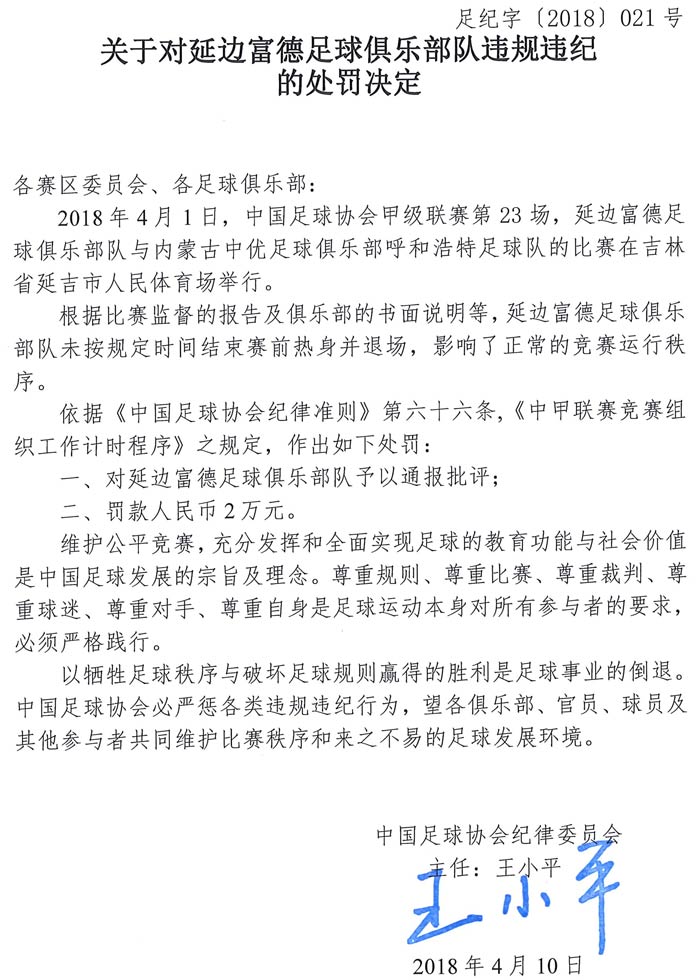 足纪字〔2018〕021号
关于对延边富德足球俱乐部队违规违纪
的处罚决定
各赛区委员会、各足球俱乐部：
2018年4月1日，中国足球协会甲级联赛第23场，延边富德足
球俱乐部队与内蒙古中优足球俱乐部呼和浩特足球队的比赛在吉林
省延吉市人民体育场举行。
根据比赛监督的报告及俱乐部的书面说明等，延边富德足球俱乐
部队未按规定时间结束赛前热身并退场，影响了正常的竞赛运行秩
序。
依据《中国足球协会纪律准则》第六十六条，《中甲联赛竞赛组
织工作计时程序》之规定，作出如下处罚：
一、对延边富德足球俱乐部队予以通报批评；
二、罚款人民币2万元。
维护公平竞赛，充分发挥和全面实现足球的教育功能与社会价值
是中国足球发展的宗旨及理念。尊重规则、尊重比赛、尊重裁判、尊
重球迷、尊重对手、尊重自身是足球运动本身对所有参与者的要求，
必须严格践行。
以牺牲足球秩序与破坏足球规则赢得的胜利是足球事业的倒退。
中国足球协会必严惩各类违规违纪行为，望各俱乐部、官员、球员及
其他参与者共同维护比赛秩序和来之不易的足球发展环境。
中国足球协会纪律委员会
主任：王小平
王小平
2018年4月10日